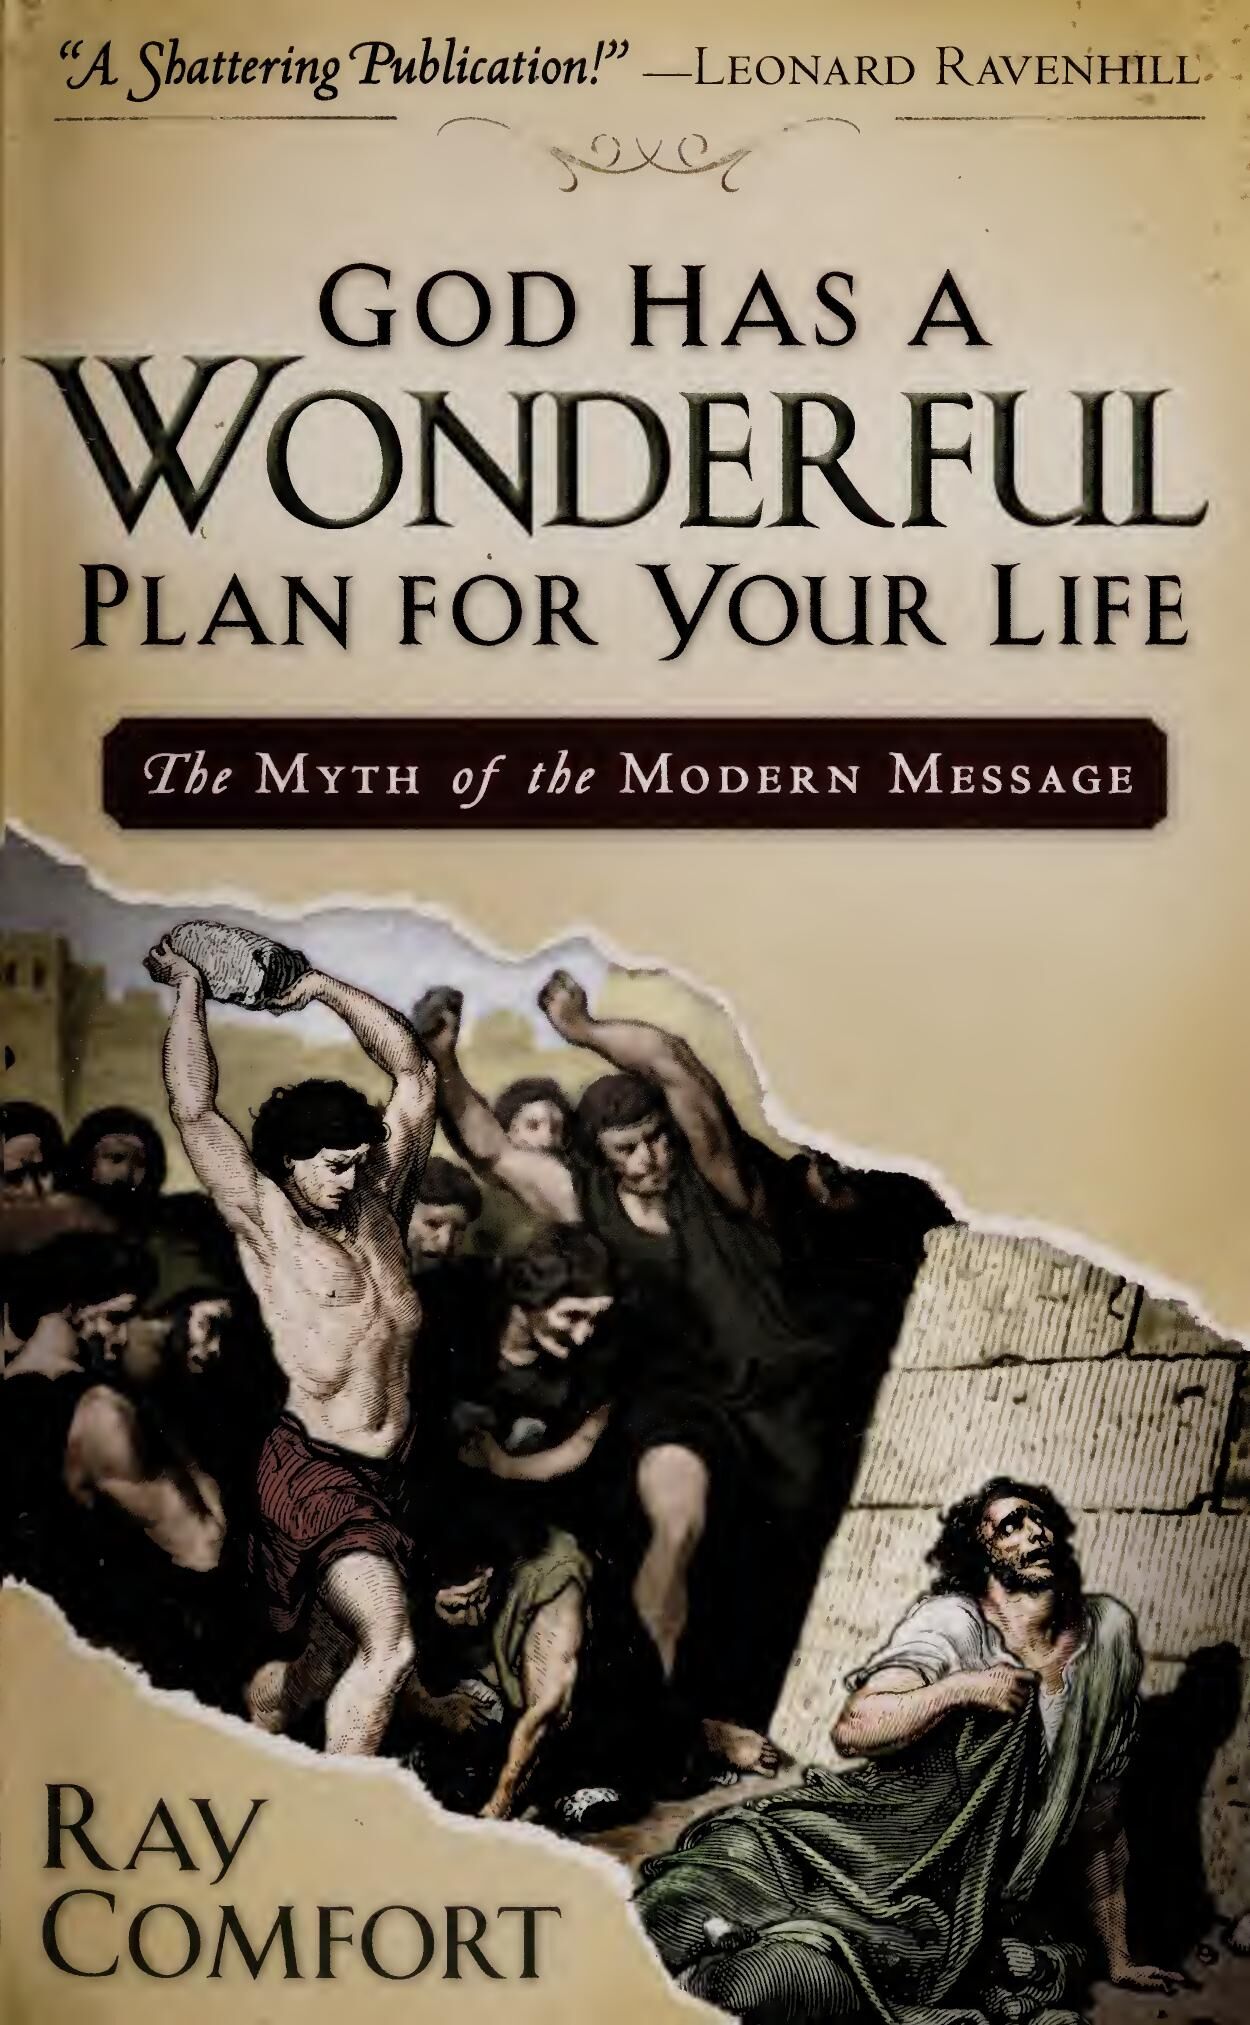 “A Shattering Publication!” —LEONARD RAVENHILL
GOD HAS A
WONDERFUL
PLAN FOR YOUR LIFE
The MYTH of the MODERN MESSAGE
RAY
COMFORT